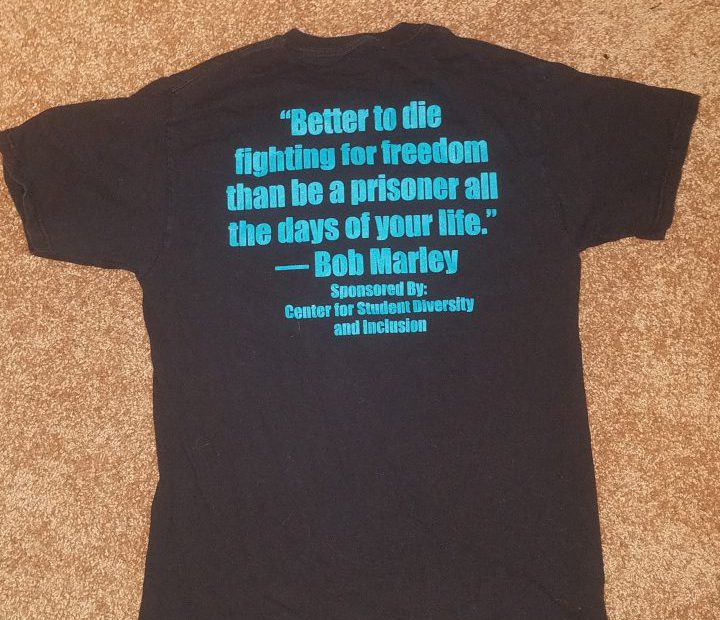 “Better to die
fighting for freedom
than be a prisoner all
the days of your life.”
— Bob Marley
Sponsored By:
Center for Student Diversity
and Inclusion